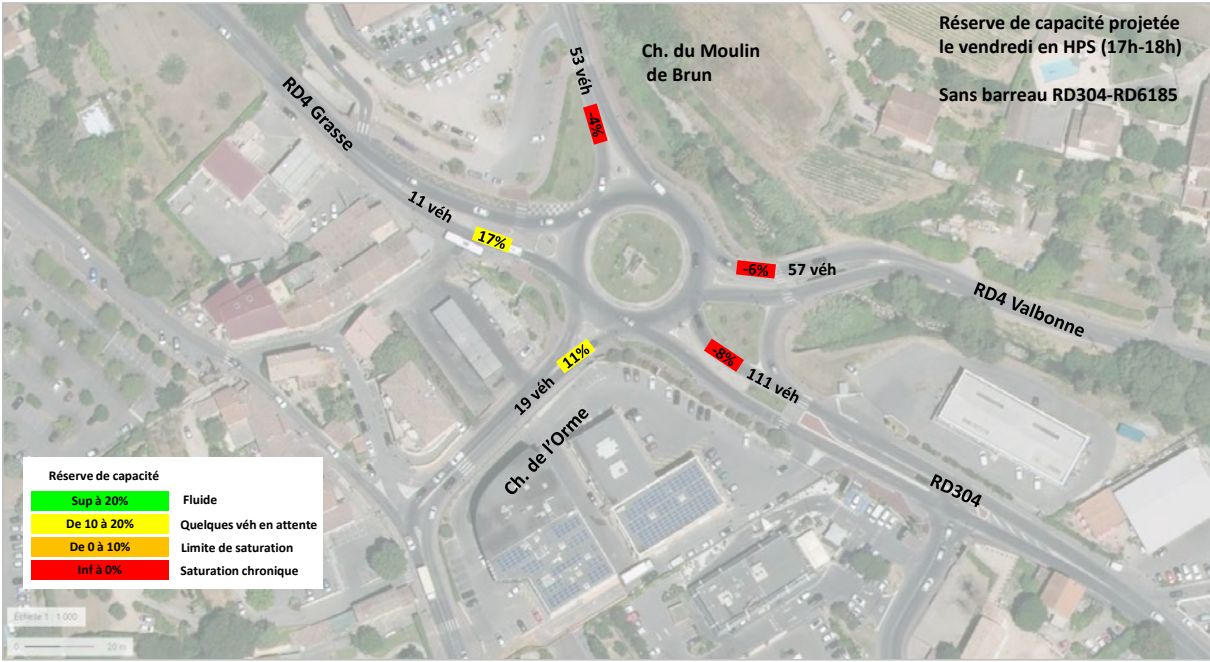 Réserve de capacité projetée
le vendredi en HPS (17h-18h)
Sans barreau RD304-RD6185
Ch. du Moulin
de Brun
53 véh
-4%
RD4 Grasse
11 véh
17%
-6%
57 véh
RD4 Valbonne
-8%
111 véh
11%
19 véh
Ch. de l'Orme
RD304
Réserve de capacité
Sup à 20%
Fluide
De 10 à 20%
Quelques véh en attente
De 0 à 10%
Limite de saturation
Inf à 0%
Saturation chronique
Echelle 1 : 1 000
0
20 m